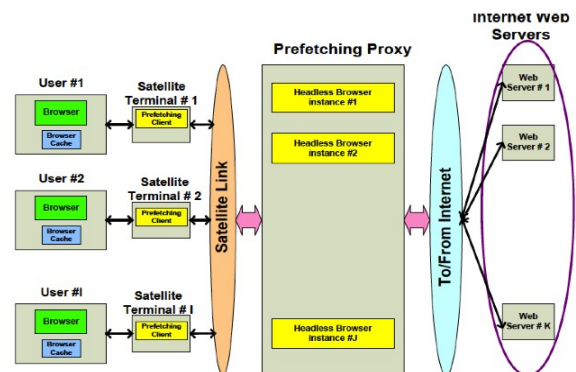 Internet Web
Servers
Prefetching Proxy
User #1
Satellite
Terminal # 1
Browser
Browser
Cache
Prefetching
Client
Headless Browser
instance #1
Web
Server # 1
User #2
Satellite
Terminal # 2
Browser
Browser
Cache
Prefetching
Client
Headless Browser
instance #2
Web
Server # 2
Satellite Link
To/From Internet
User #I
Satellite
Terminal # I
Browser
Browser
Cache
Prefetching
Client
Headless Browser
instance #J
Web
Server # K